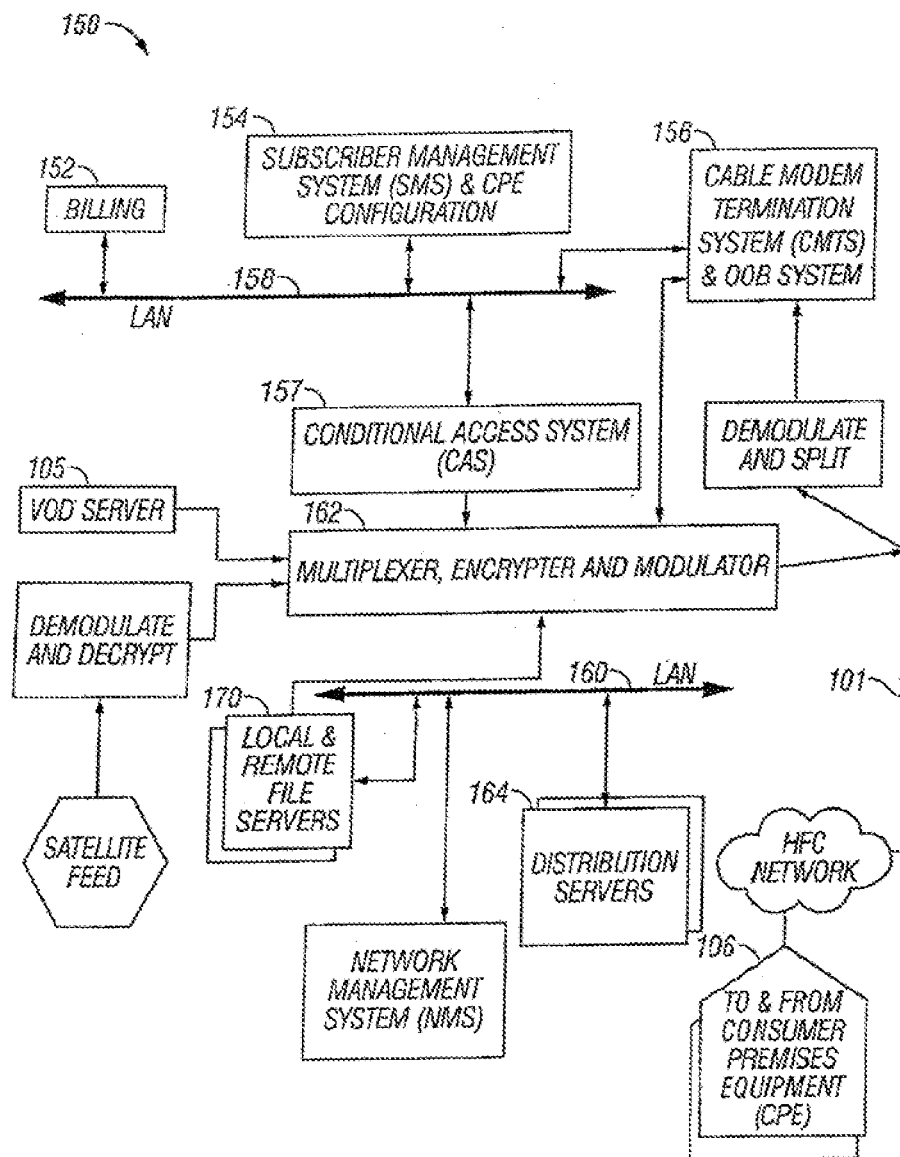 150
154
SUBSCRIBER MANAGEMENT
SYSTEM (SMS) & CPE
CONFIGURATION
156
CABLE MODEM
TERMINATION
SYSTEM (CMTS)
& OOB SYSTEM
152
BILLING
158
LAN
157
CONDITIONAL ACCESS SYSTEM
(CAS)
DEMODULATE
AND SPLIT
105
VOD SERVER
162
MULTIPLEXER, ENCRYPTER AND MODULATOR
DEMODULATE
AND DECRYPT
160
LAN
101
170
LOCAL &
REMOTE
FILE
SERVERS
164
DISTRIBUTION
SERVERS
SATELLITE
FEED
HFC
NETWORK
NETWORK
MANAGEMENT
SYSTEM (NMS)
106
TO & FROM
CONSUMER
PREMISES
EQUIPMENT
(CPE)